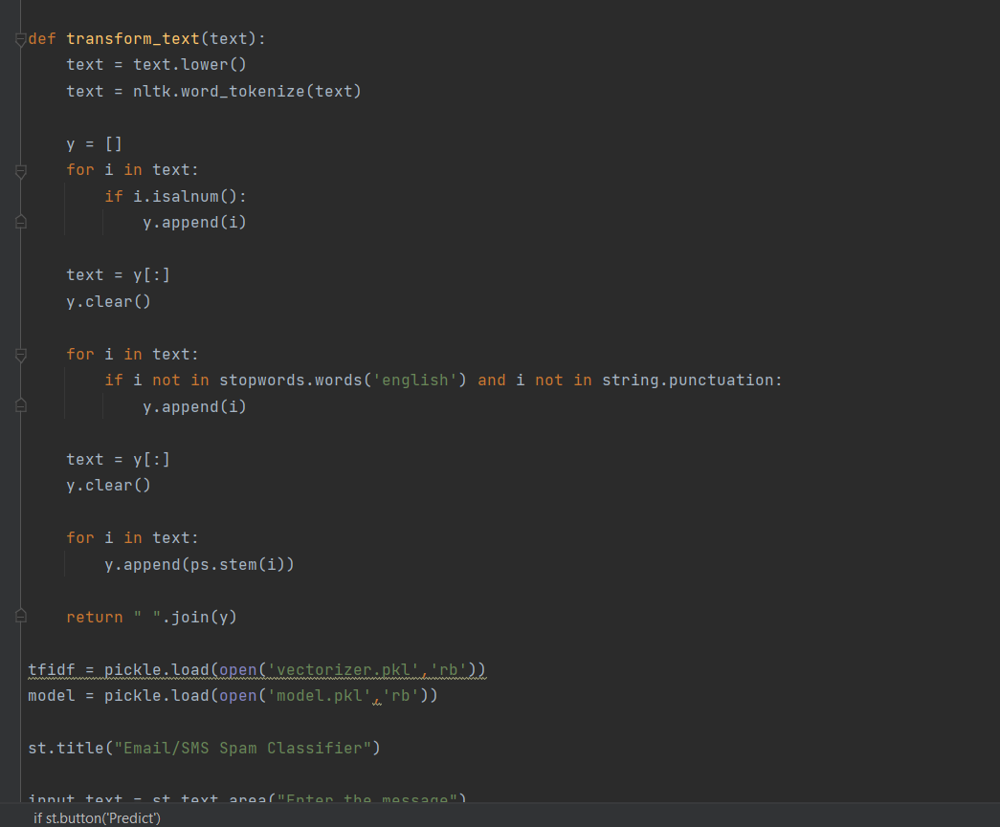 def transform_text(text):
    text = text.lower()
    text = nltk.word_tokenize(text)
    y = []
    for i in text:
        if i.isalnum():
            y.append(i)
    text = y[:]
    y.clear()
    for i in text:
        if i not in stopwords.words('english') and i not in string.punctuation:
            y.append(i)
    text = y[:]
    y.clear()
    for i in text:
        y.append(ps.stem(i))
    return " ".join(y)
tfidf = pickle.load(open('vectorizer.pkl','rb'))
model = pickle.load(open('model.pkl','rb'))
st.title("Email/SMS Spam Classifier")
input_text = st.text_area("Enter the message")
if st.button('Predict')